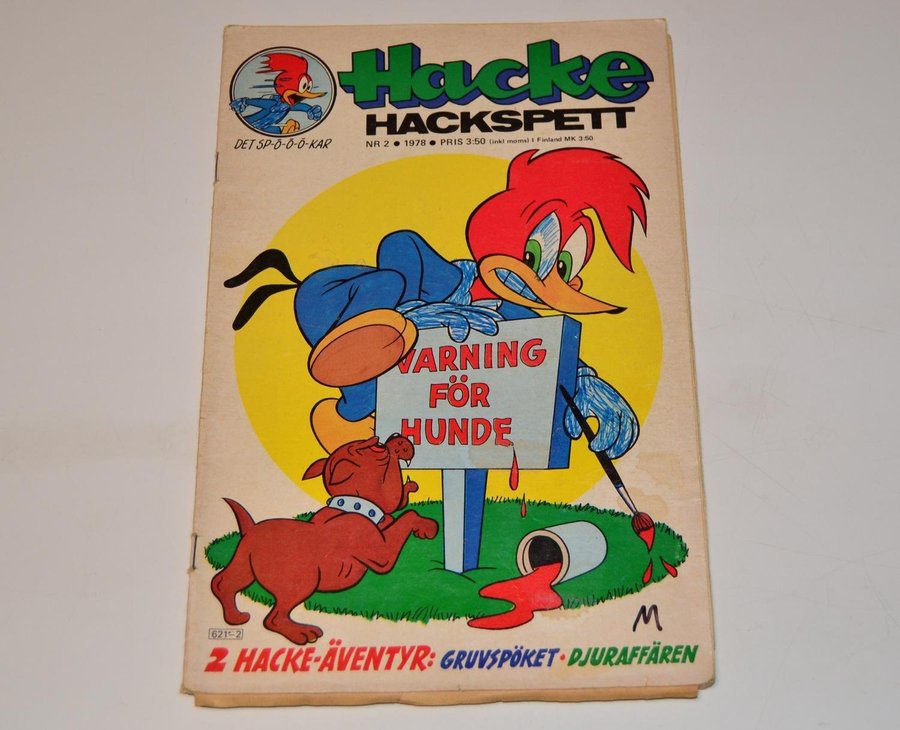 Hacke
HACKSPETT
DET SP-Ö-Ö-Ö-KAR
NR 2 • 1978 • PRIS 3:50 (inkl moms) I Finland MK 3:50
VARNING
FÖR
HUNDE
M
2 HACKE-ÄVENTYR: GRUVSPÖKET · DJURAFFÄREN